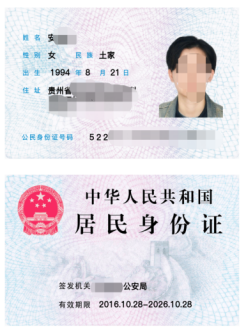 姓名 安
性别 女 民族 土家
出生 1994 年 8 月 21 日
住址 贵州省
公民身份证号码 522
中华人民共和国
居民身份证
签发机关 公安局
有效期限 2016.10.28-2026.10.28